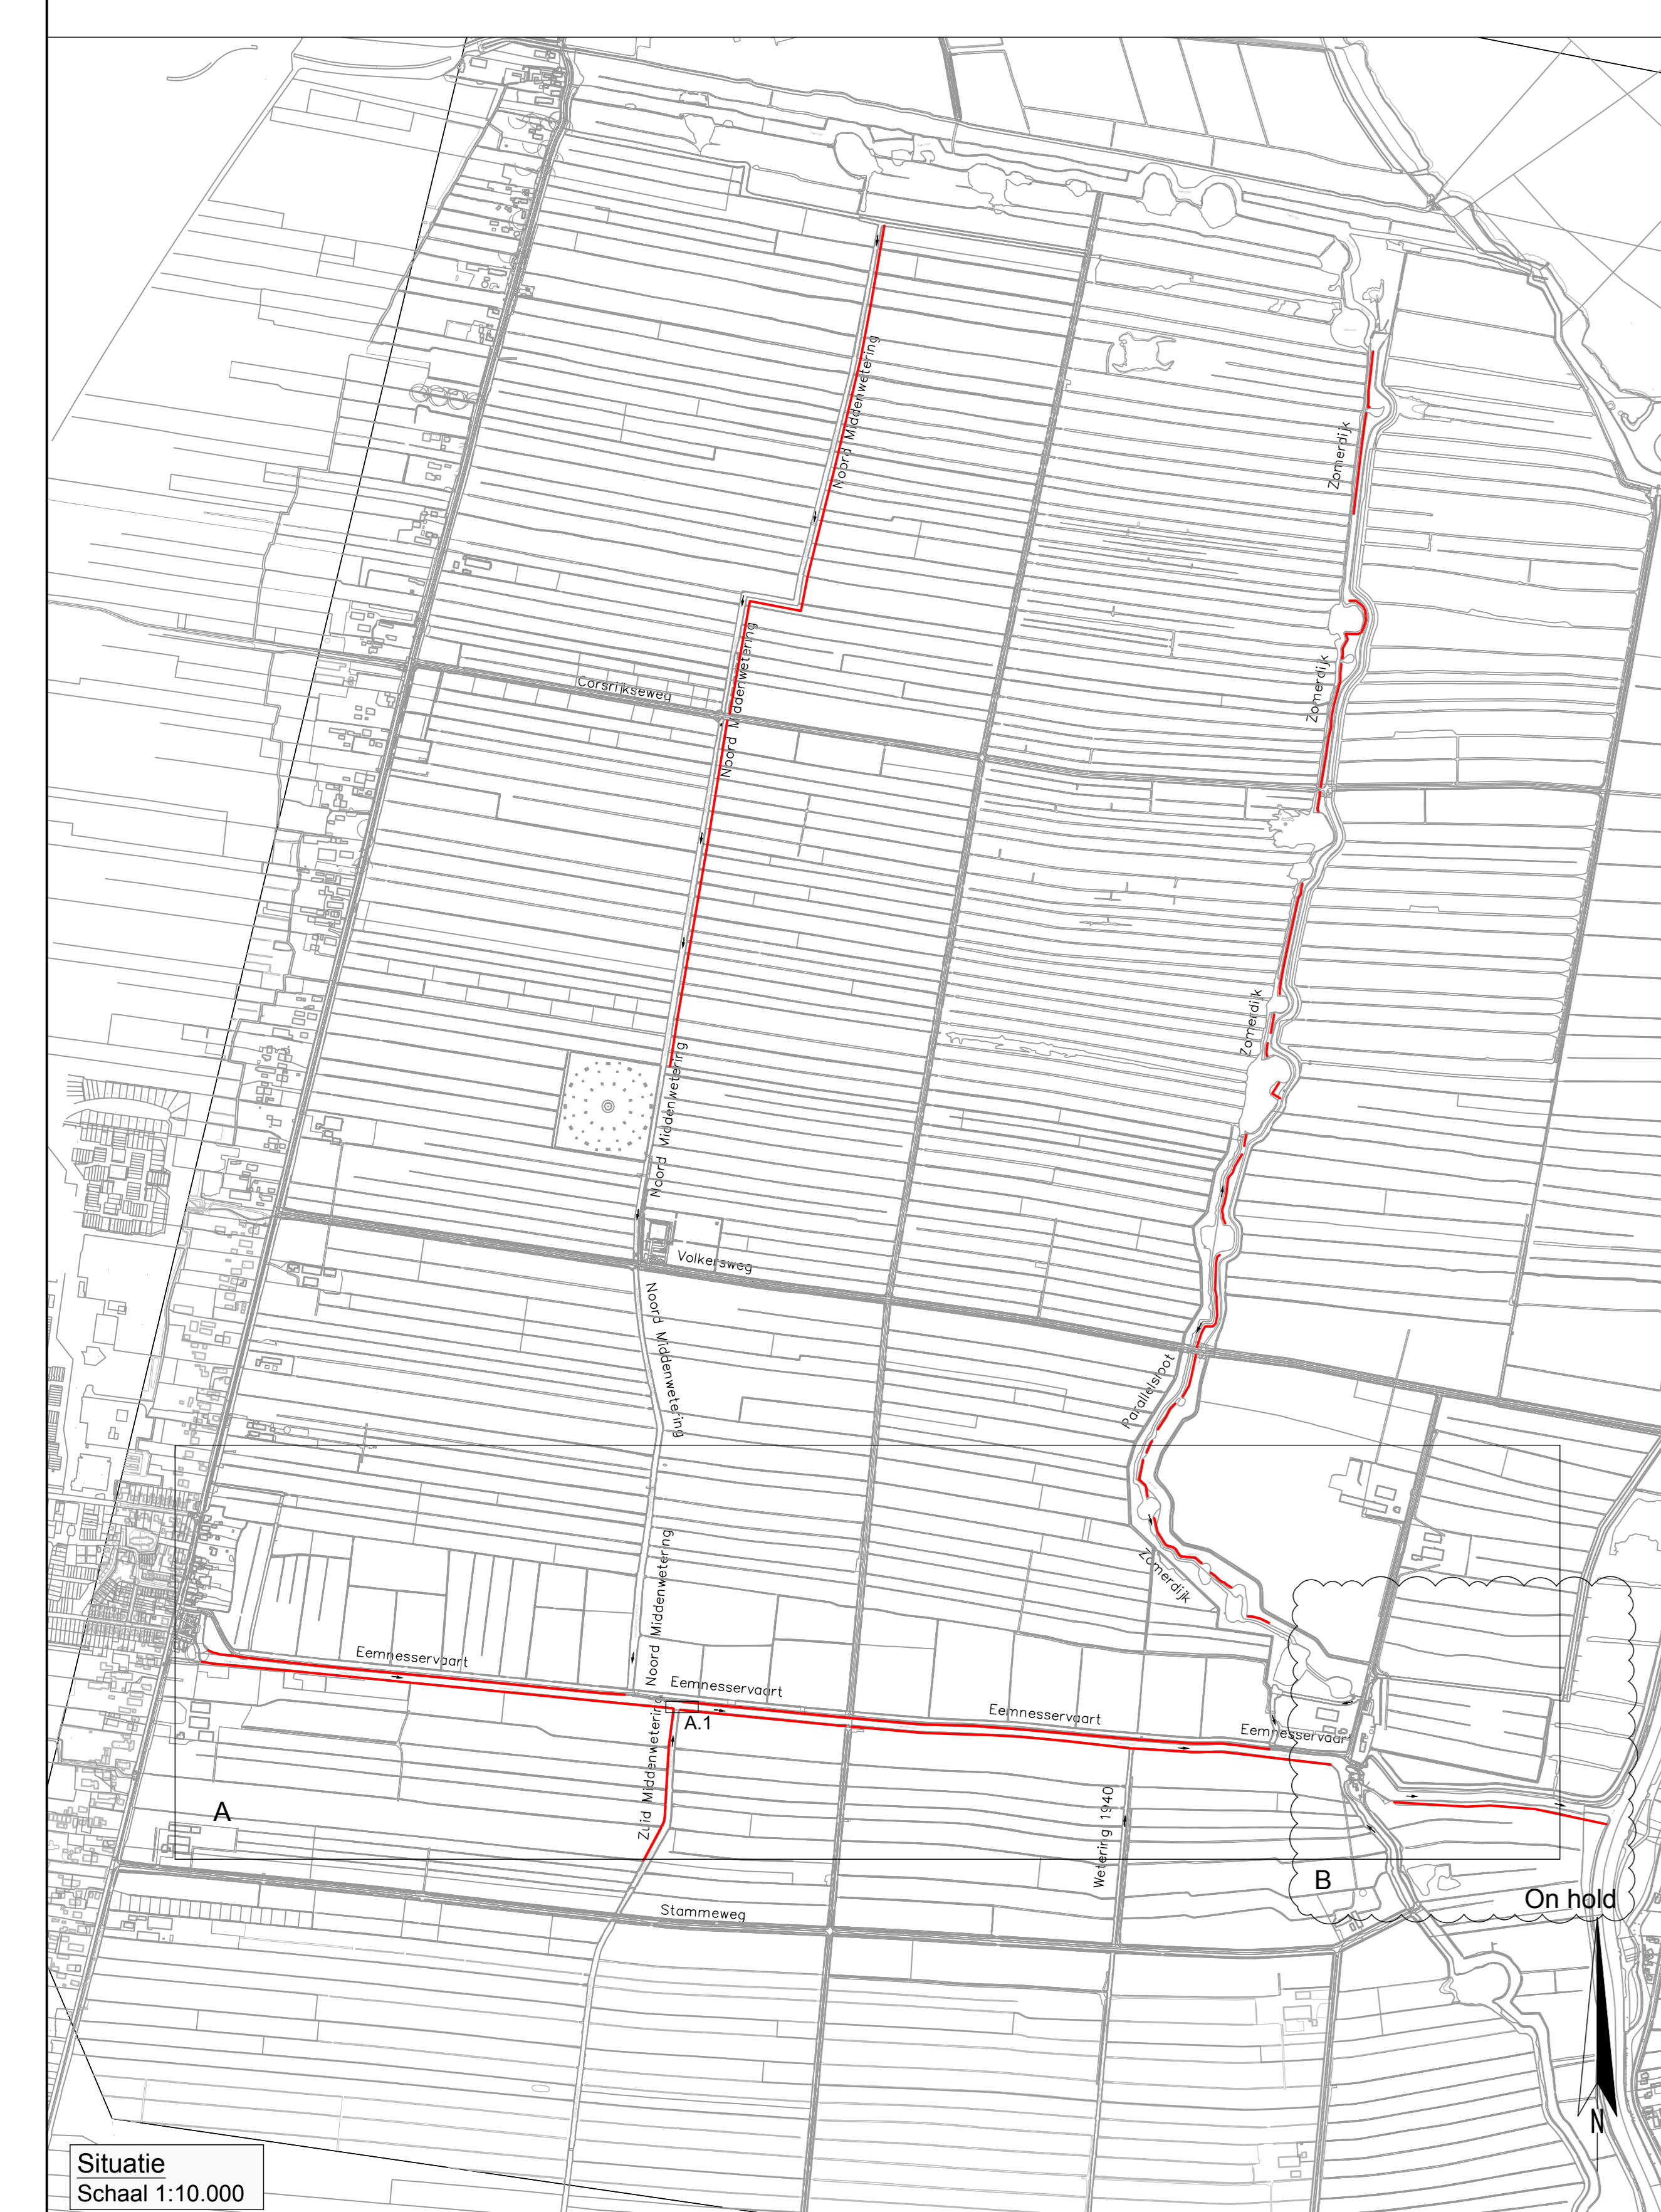 Noord Middenwetering
Zomerdijk
Noord Middenwetering
Zomerdijk
Corsrijkseweg
Zomerdijk
Noord Middenwetering
Volkersweg
Noord Middenwetering
Parallelsloot
Noord Middenwetering
Zomerdijk
Eemnesservaart
Eemnesservaart
Eemnesservaart
Eemnesservaart
A.1
Zuid Middenwetering
Wetering 1940
A
B
On hold
Stammeweg
N
Situatie
Schaal 1:10.000